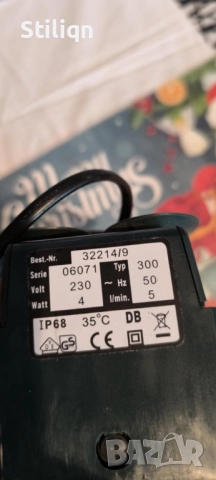 Stiliqn
Merry
Christmas
Best.-Nr. 32214/9
Serie 06071 Typ 300
Volt 230 ~ Hz 50
Watt 4 l/min. 5
IP68 35°C DB
GS CE
BAZAR